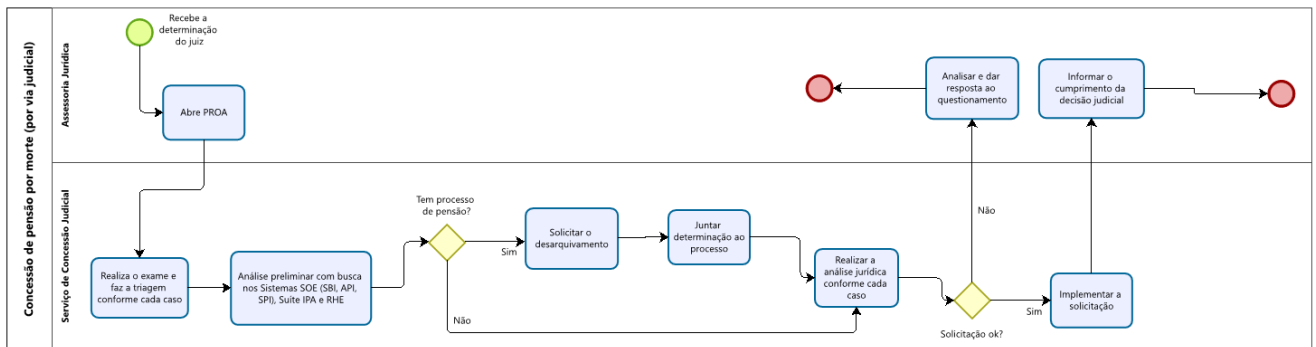 Concessão de pensão por morte (por via judicial)
Assessoria Jurídica
Recebe a
determinação
do juiz
Abre PROA
Analisar e dar
resposta ao
questionamento
Informar o
cumprimento da
decisão judicial
Serviço de Concessão Judicial
Realiza o exame e
faz a triagem
conforme cada caso
Análise preliminar com busca
nos Sistemas SOE (SBI, API,
SPI), Suite IPA e RHE
Tem processo
de pensão?
Sim
Não
Solicitar o
desarquivamento
Juntar
determinação ao
processo
Realizar a
análise jurídica
conforme cada
caso
Não
Solicitação ok?
Sim
Implementar a
solicitação